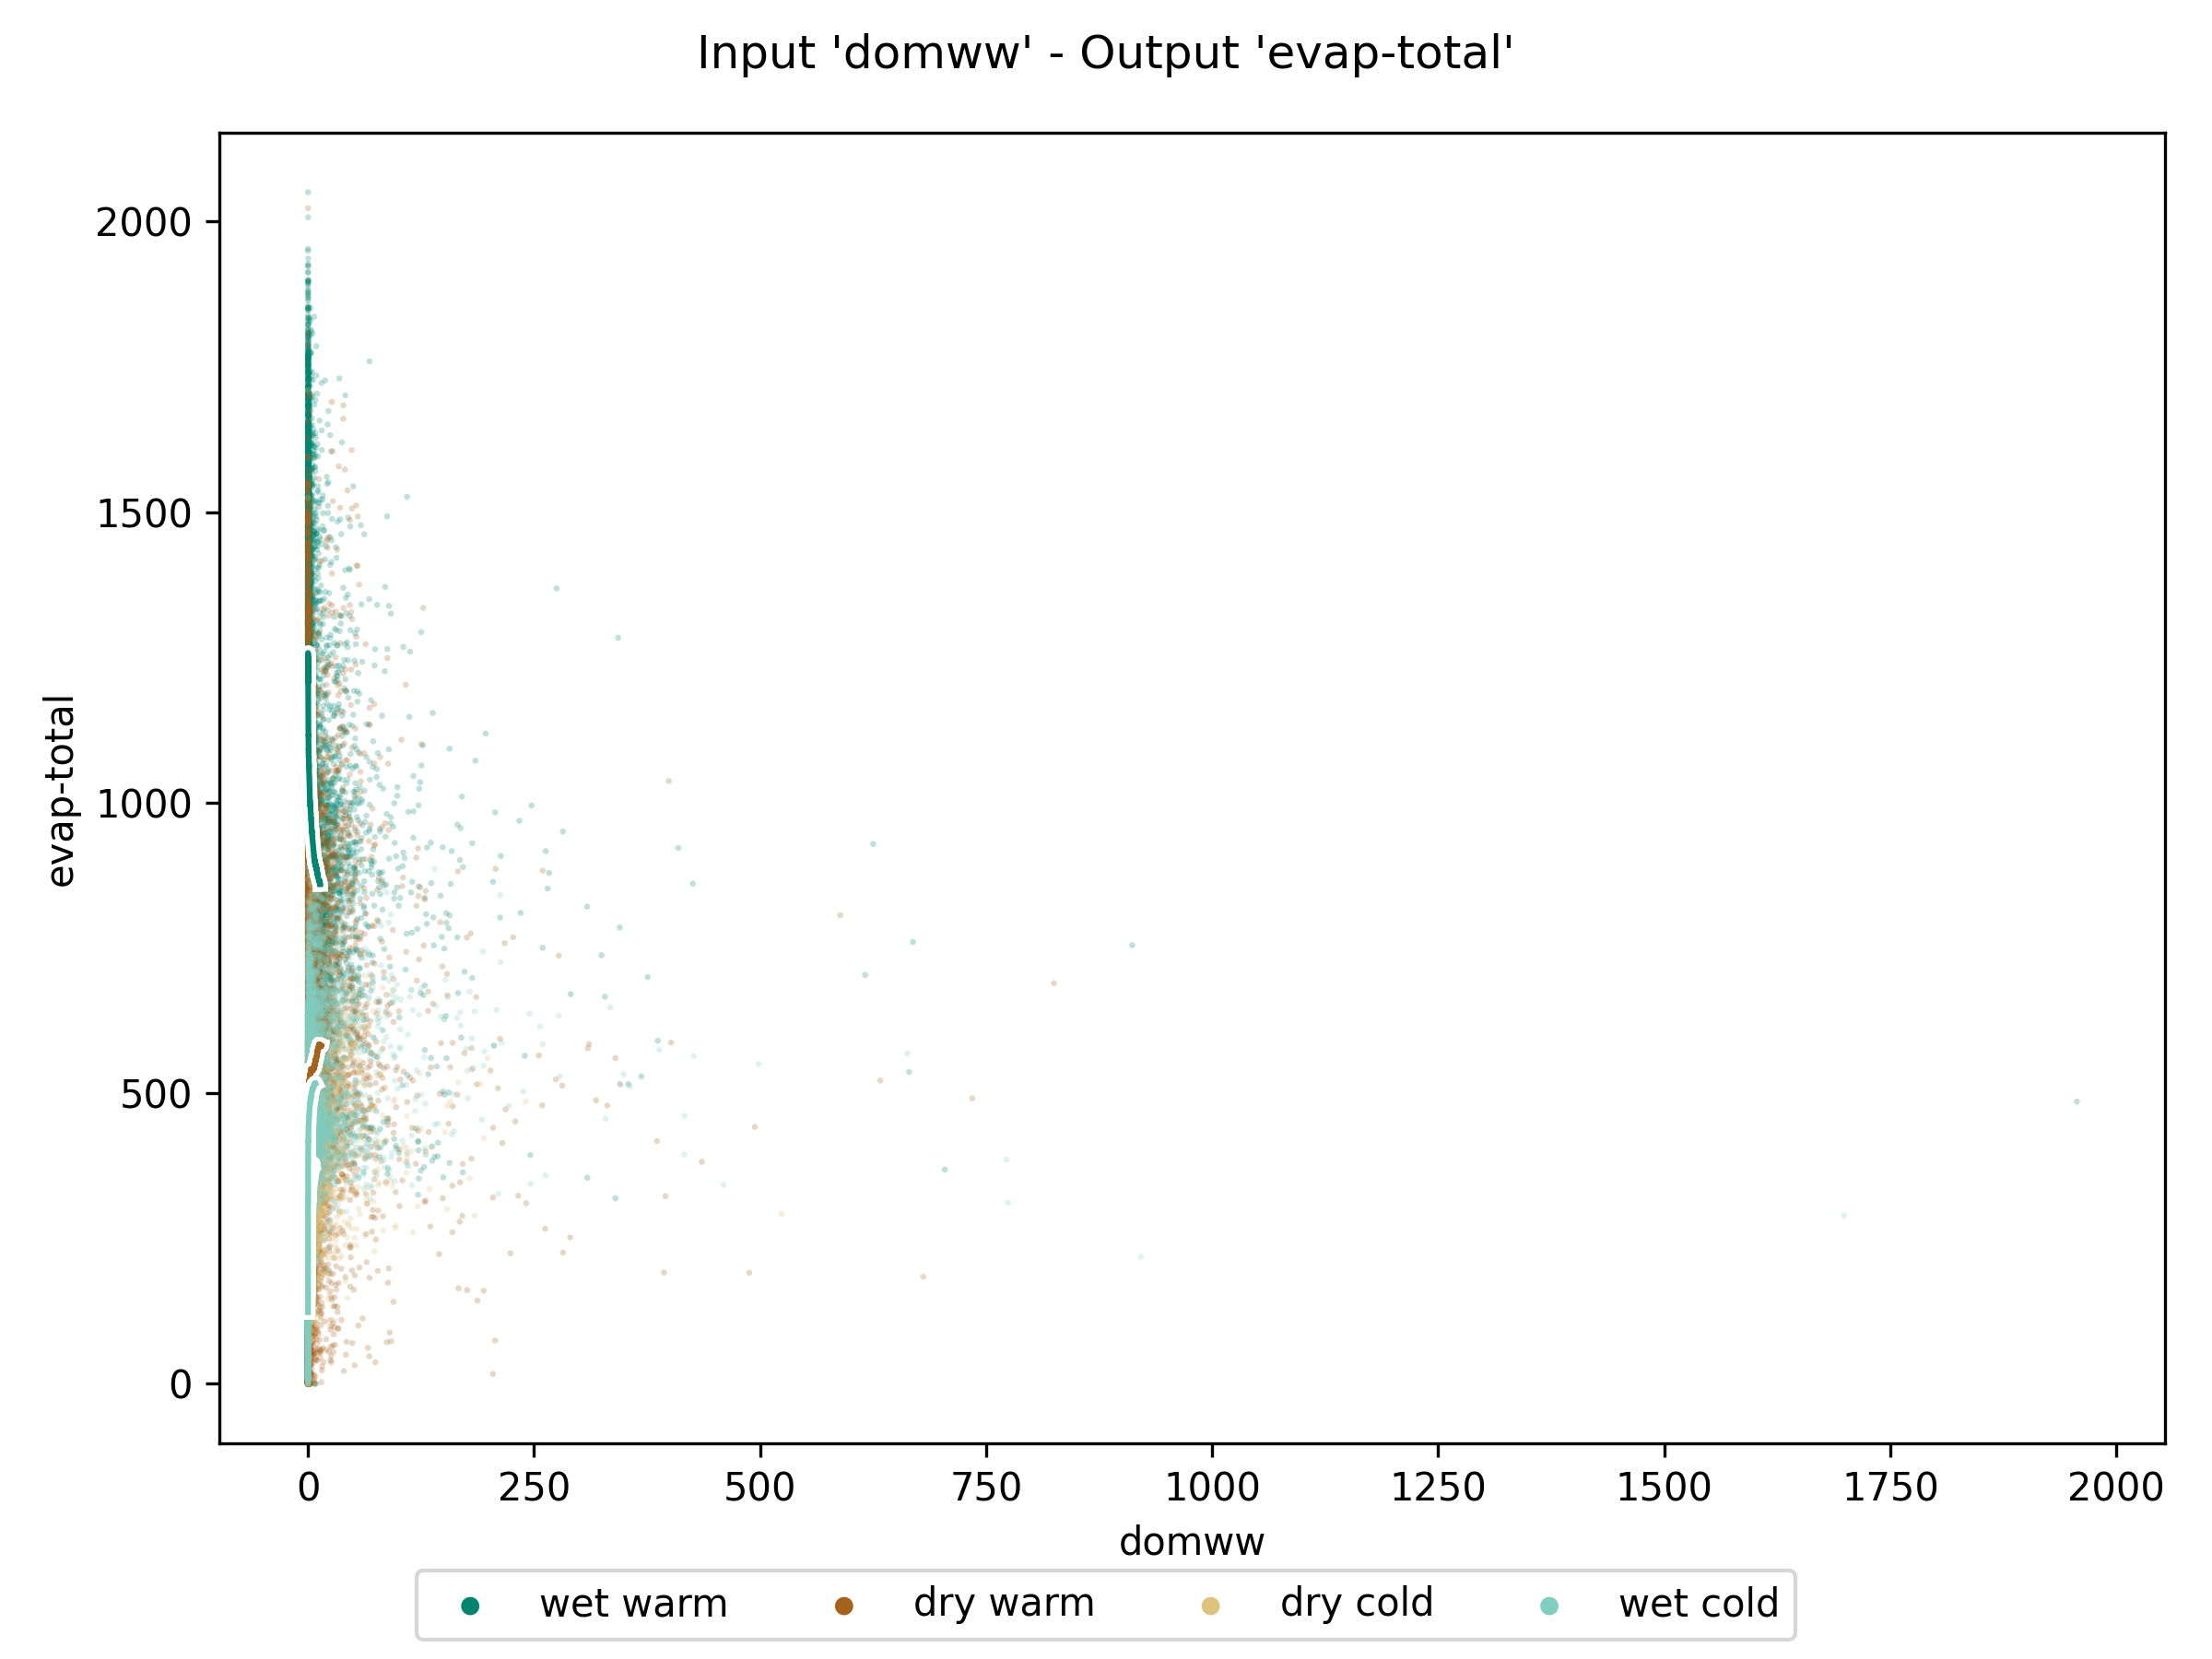 Input 'domww' - Output 'evap-total'
2000
1500
1000
500
0
evap-total
0 250 500 750 1000 1250 1500 1750 2000
domww
wet warm dry warm dry cold wet cold